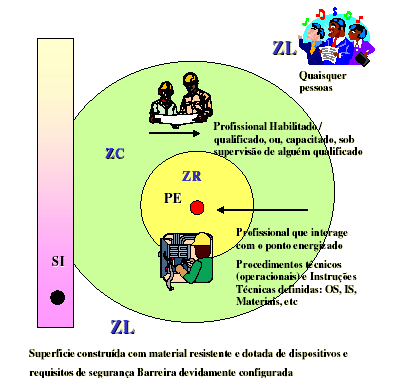 ZL
Quaisquer
pessoas
Profissional Habilitado /
qualificado, ou, capacitado, sob
supervisão de alguém qualificado
ZC
ZR
PE
Profissional que interage
com o ponto energizado
Procedimentos técnicos
(operacionais) e Instruções
Técnicas definidas: OS, IS,
Materiais, etc
SI
ZL
Superfície construída com material resistente e dotada de dispositivos e
requisitos de segurança Barreira devidamente configurada